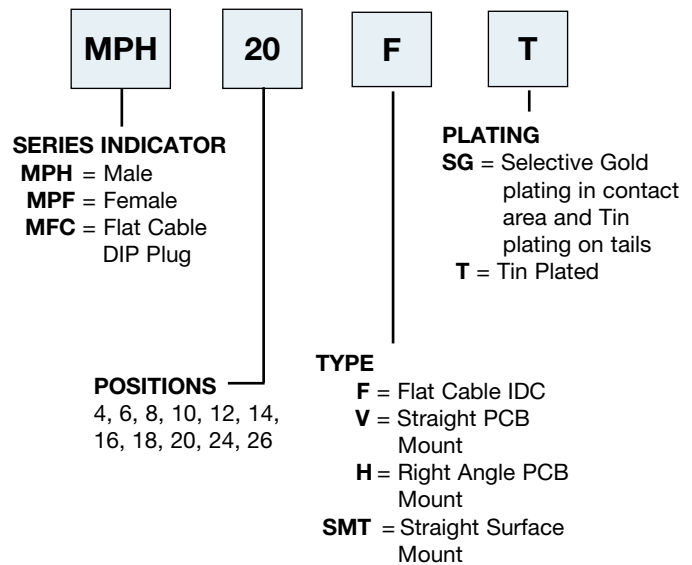 MPH 20 F T
SERIES INDICATOR
MPH = Male
MPF = Female
MFC = Flat Cable
DIP Plug
PLATING
SG = Selective Gold
plating in contact
area and Tin
plating on tails
T = Tin Plated
POSITIONS
4, 6, 8, 10, 12, 14,
16, 18, 20, 24, 26
TYPE
F = Flat Cable IDC
V = Straight PCB
Mount
H = Right Angle PCB
Mount
SMT = Straight Surface
Mount